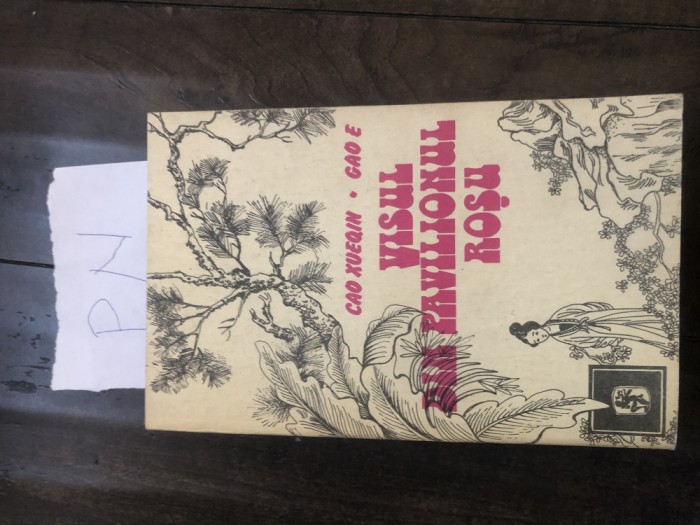 CAO XUEQIN • GAO E
VISUL
DIN PAVILIONUL
ROȘU
PN